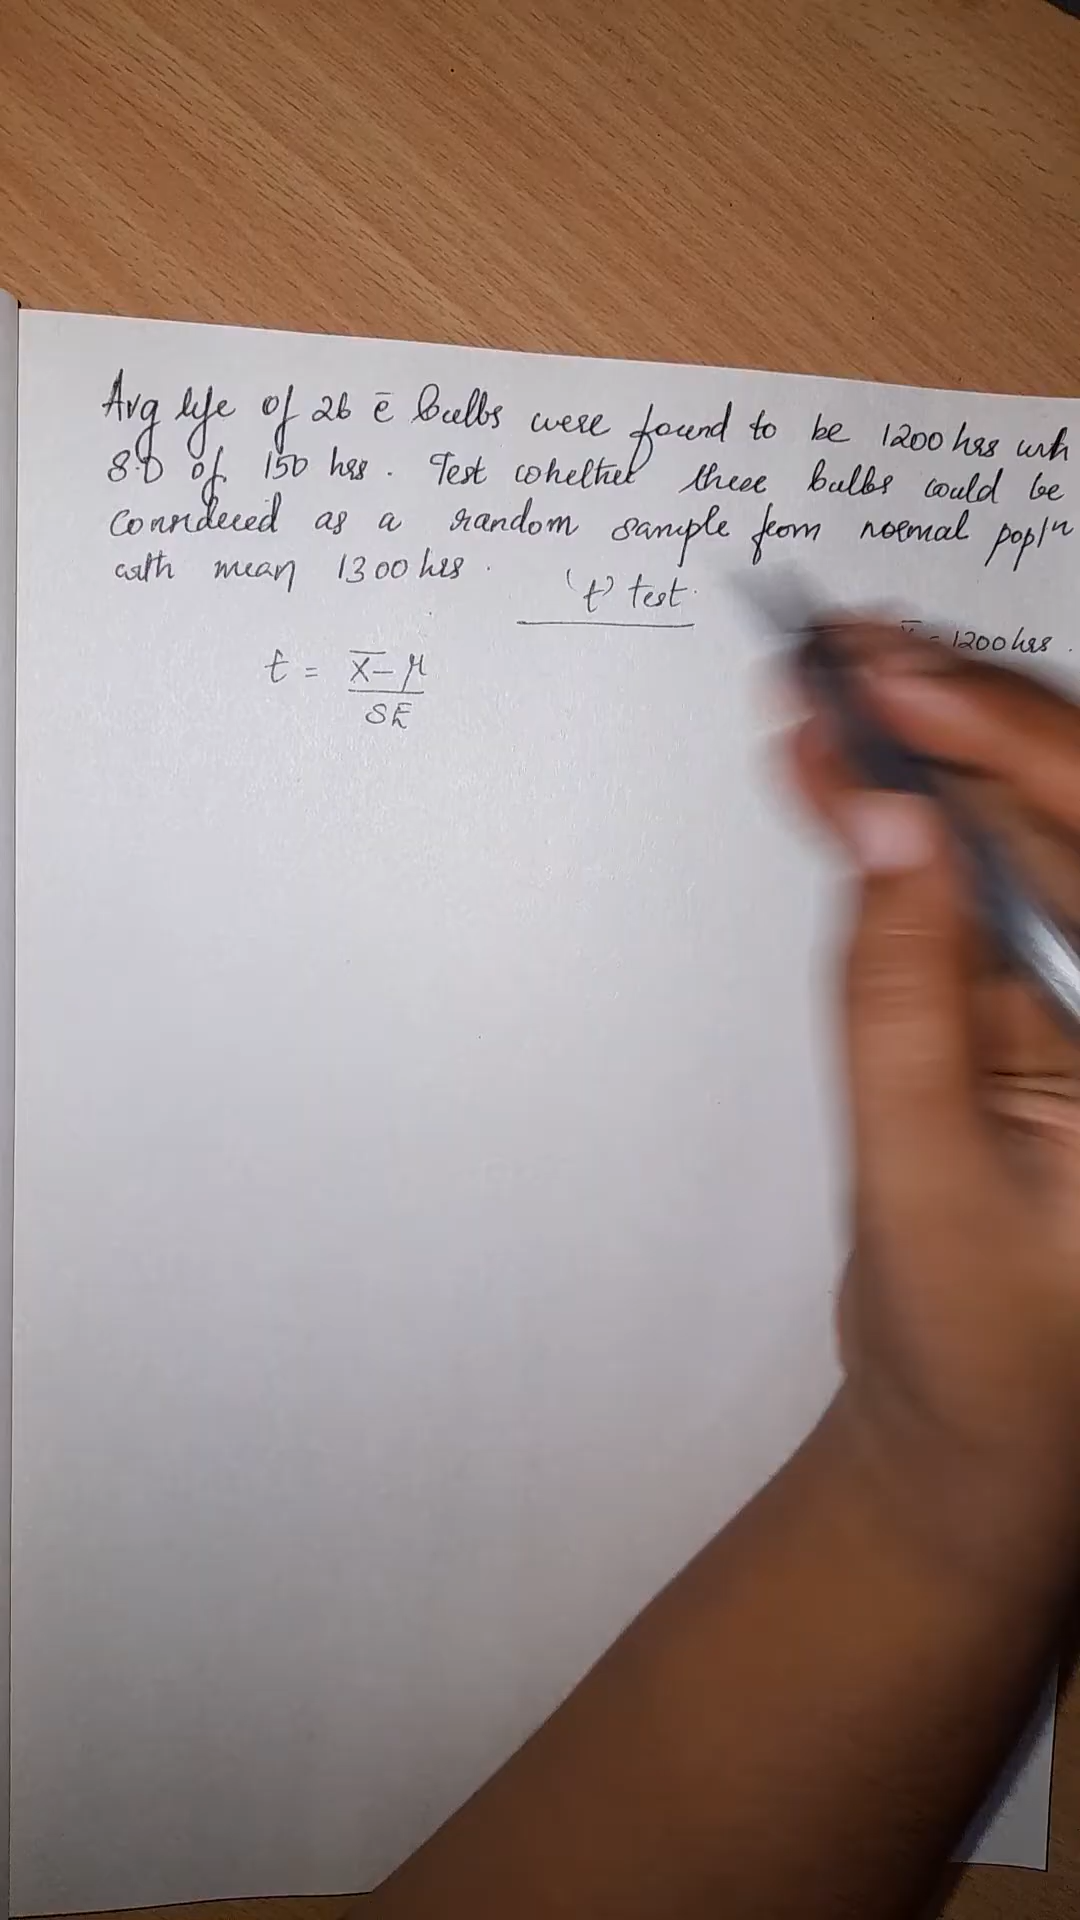 Avg life of 26 ē bulbs were found to be 1200 hrs with
S.D of 150 hrs. Test whether these bulbs could be
considered as a random sample from normal pop/n
with mean 1300 hrs.
't' test.
t = x̄ - μ / SE
x̄ = 1200 hrs.